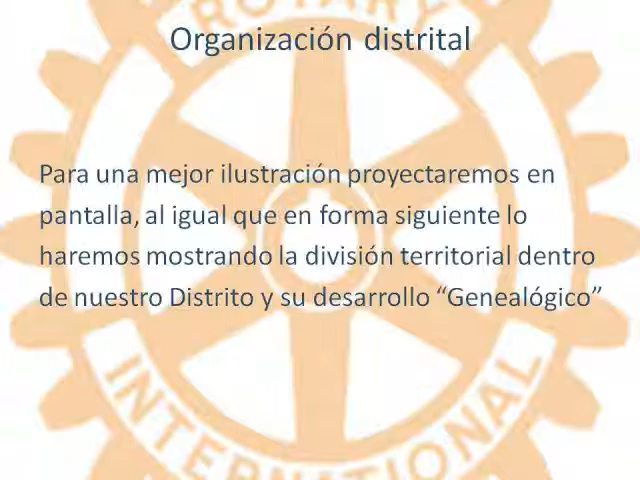 ROTARY
Organización distrital
Para una mejor ilustración proyectaremos en
pantalla, al igual que en forma siguiente lo
haremos mostrando la división territorial dentro
de nuestro Distrito y su desarrollo “Genealógico”
INTERNATIONAL